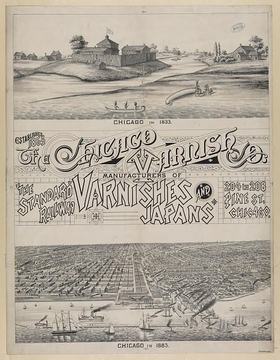 CHICAGO IN 1833.
ESTABLISHED 1865
The CHICAGO VARNISH Co.
MANUFACTURERS OF
THE STANDARD RAILWAY VARNISHES AND JAPANS
204 TO 208 PINE ST. CHICAGO
CHICAGO IN 1883.